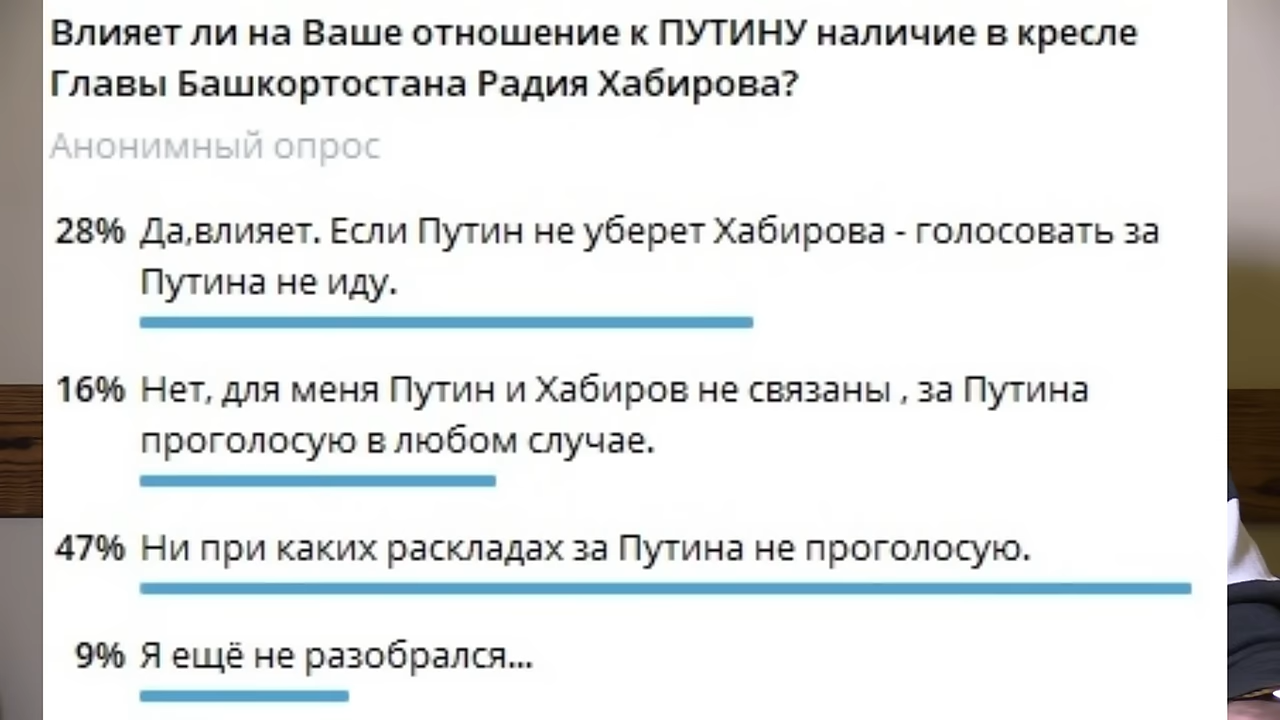 Влияет ли на Ваше отношение к ПУТИНУ наличие в кресле
Главы Башкортостана Радия Хабирова?
Анонимный опрос
28% Да,влияет. Если Путин не уберет Хабирова - голосовать за
Путина не иду.
16% Нет, для меня Путин и Хабиров не связаны , за Путина
проголосую в любом случае.
47% Ни при каких раскладах за Путина не проголосую.
9% Я ещё не разобрался...